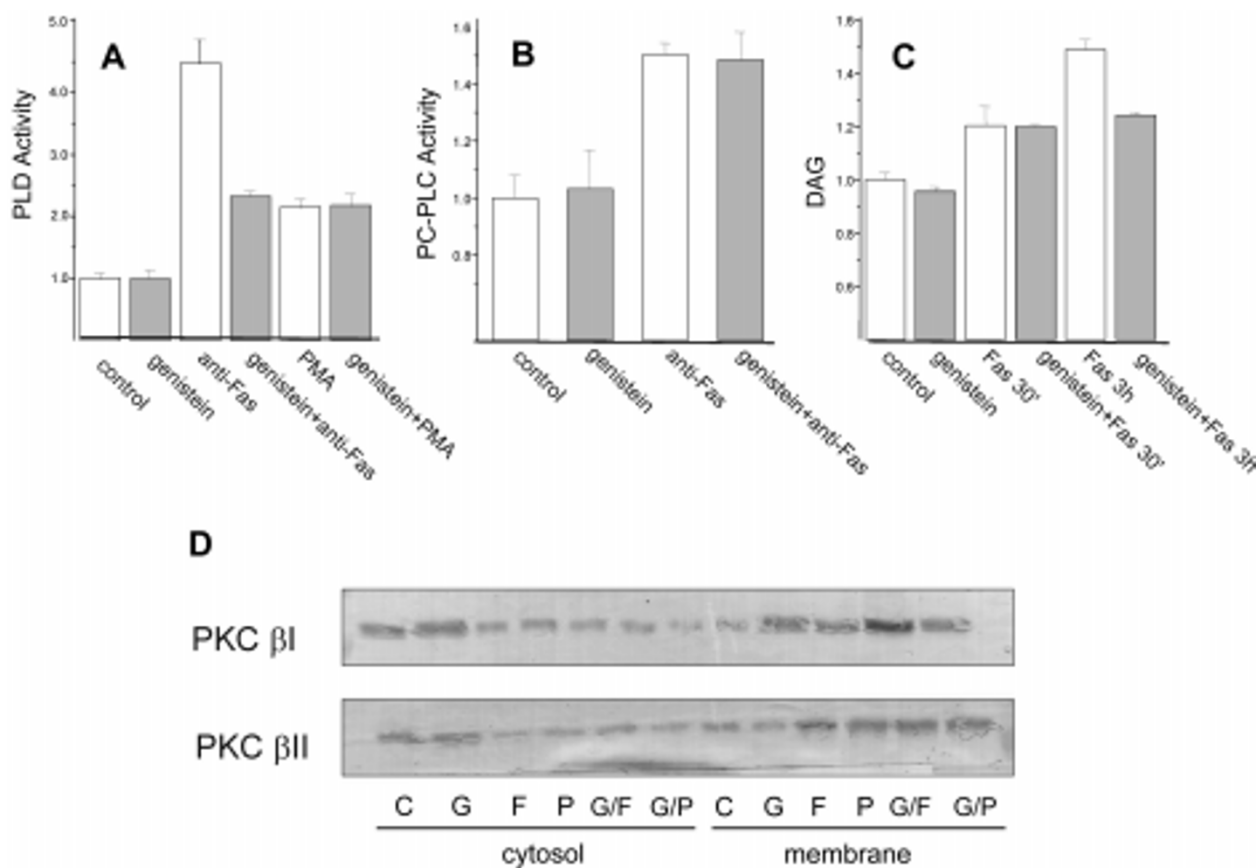 A
PLD Activity
5.0
4.0
3.0
2.0
1.0
control
genistein
anti-Fas
genistein+anti-Fas
PMA
genistein+PMA
B
PC-PLC Activity
1.6
1.4
1.2
1.0
0.8
control
genistein
anti-Fas
genistein+anti-Fas
C
DAG
1.6
1.4
1.2
1.0
0.8
0.6
control
genistein
Fas 30'
genistein+Fas 30'
Fas 3h
genistein+Fas 3h
D
PKC βI
PKC βII
C G F P G/F G/P C G F P G/F G/P
cytosol membrane